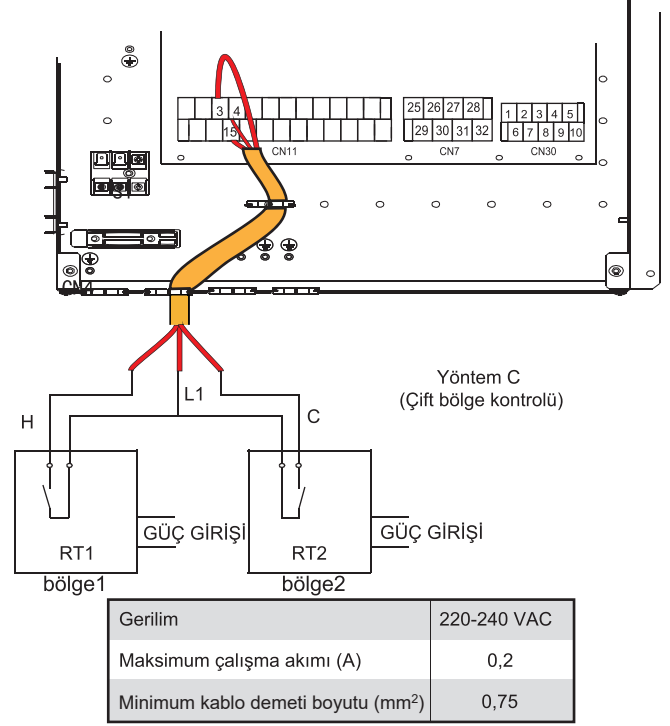 3 4
15
CN11
25 26 27 28
29 30 31 32
CN7
1 2 3 4 5
6 7 8 9 10
CN30
S1
CN4
Yöntem C
(Çift bölge kontrolü)
H
L1
C
RT1
GÜÇ GİRİŞİ
RT2
GÜÇ GİRİŞİ
bölge1
bölge2
Gerilim 220-240 VAC
Maksimum çalışma akımı (A) 0,2
Minimum kablo demeti boyutu (mm²) 0,75